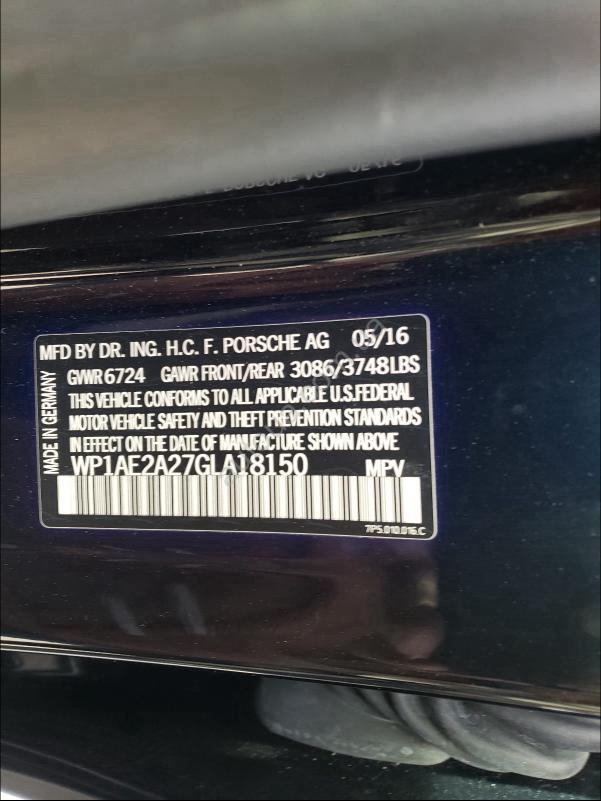 MFD BY DR. ING. H.C. F. PORSCHE AG 05/16
GVWR 6724 GAWR FRONT/REAR 3086/3748LBS
THIS VEHICLE CONFORMS TO ALL APPLICABLE U.S.FEDERAL
MOTOR VEHICLE SAFETY AND THEFT PREVENTION STANDARDS
IN EFFECT ON THE DATE OF MANUFACTURE SHOWN ABOVE
WP1AE2A27GLA18150 MPV
7P5.010.016.C
MADE IN GERMANY